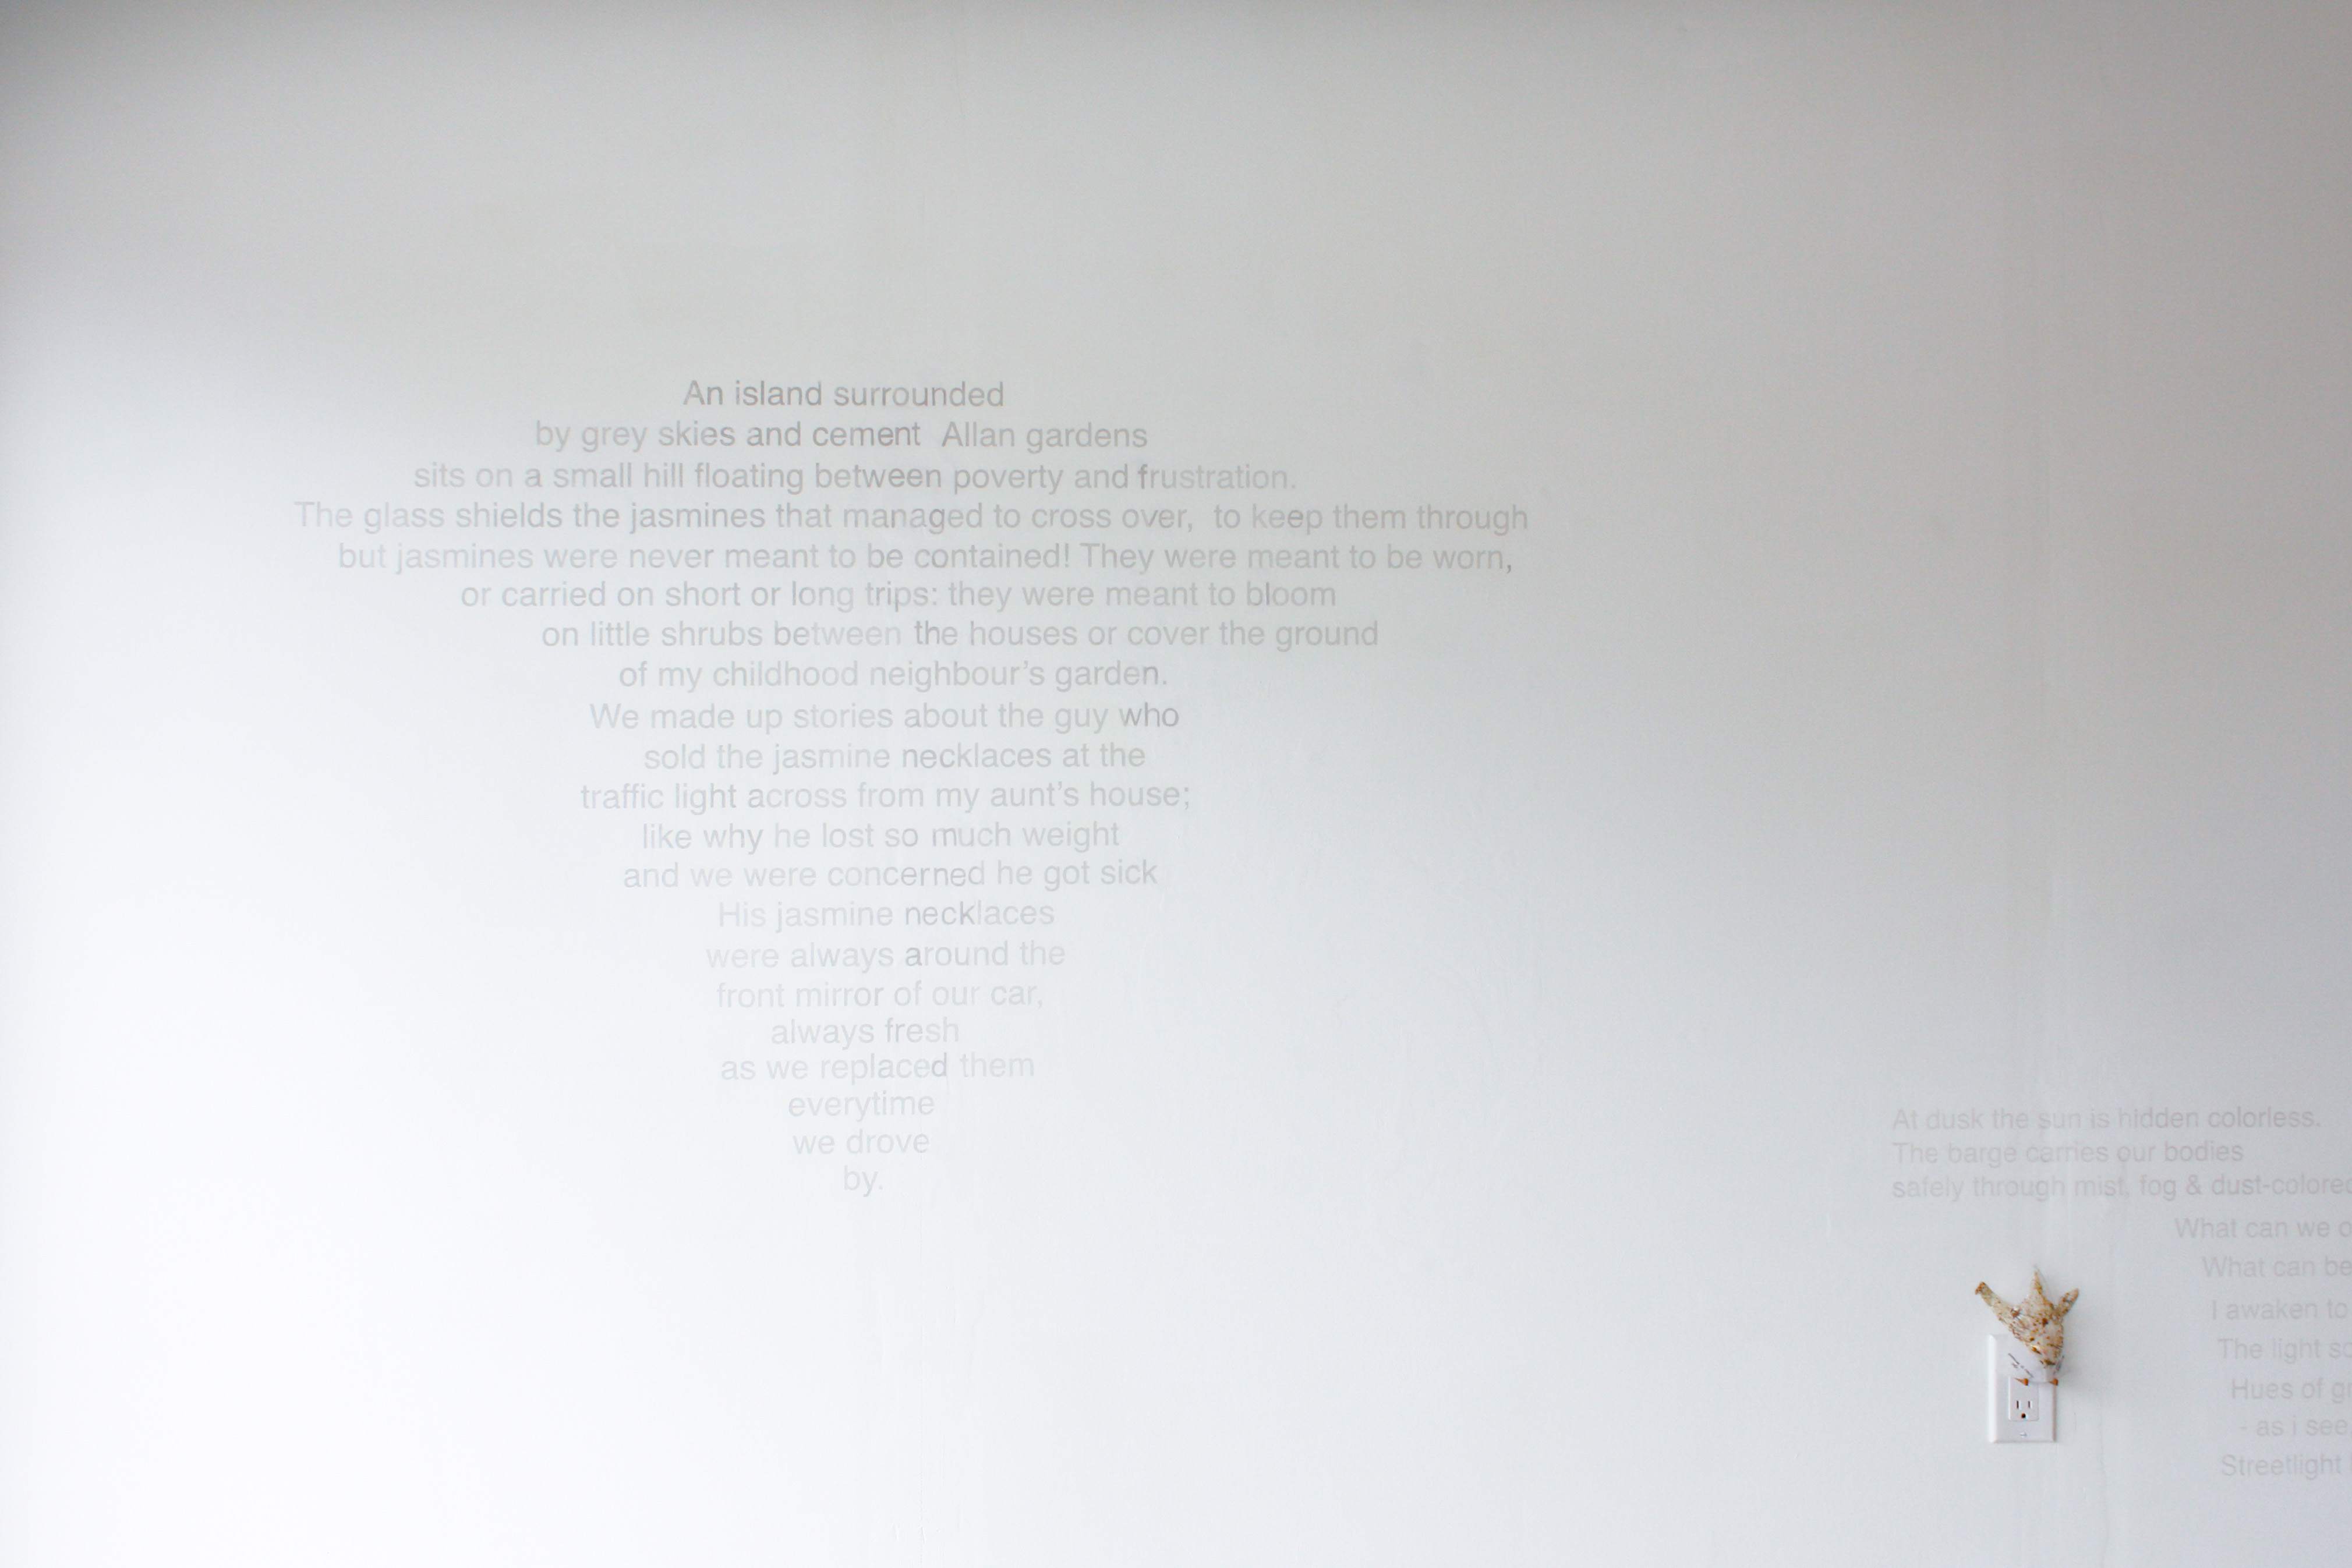 An island surrounded
by grey skies and cement  Allan gardens
sits on a small hill floating between poverty and frustration.
The glass shields the jasmines that managed to cross over,  to keep them through
but jasmines were never meant to be contained! They were meant to be worn,
or carried on short or long trips: they were meant to bloom
on little shrubs between the houses or cover the ground
of my childhood neighbour’s garden.
We made up stories about the guy who
sold the jasmine necklaces at the
traffic light across from my aunt’s house;
like why he lost so much weight
and we were concerned he got sick
His jasmine necklaces
were always around the
front mirror of our car,
always fresh
as we replaced them
everytime
we drove
by.
At dusk the sun is hidden colorless.
The barge carries our bodies
safely through mist, fog & dust-colored
What can we
What can be
I awaken to
The light
Hues of
- as i see
Streetlight